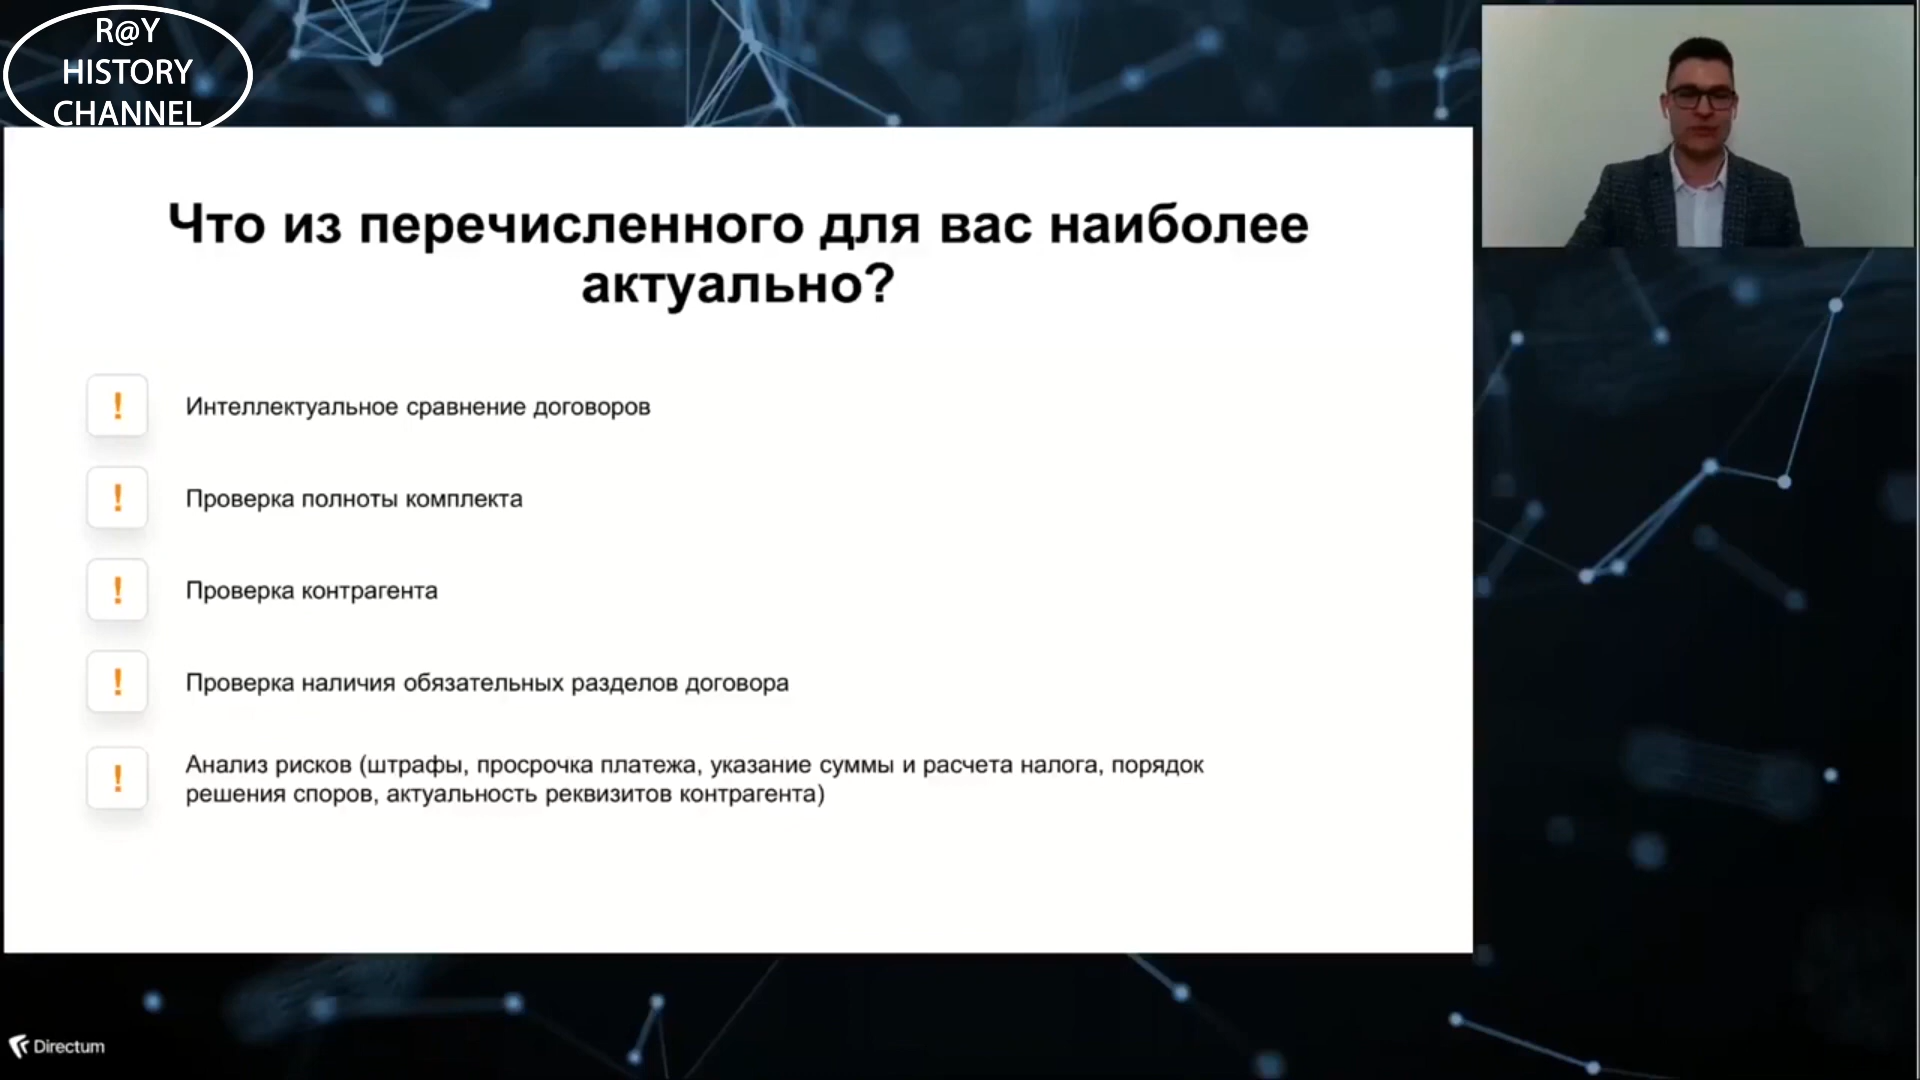 R@Y
HISTORY
CHANNEL
Что из перечисленного для вас наиболее
актуально?
! Интеллектуальное сравнение договоров
! Проверка полноты комплекта
! Проверка контрагента
! Проверка наличия обязательных разделов договора
! Анализ рисков (штрафы, просрочка платежа, указание суммы и расчета налога, порядок
решения споров, актуальность реквизитов контрагента)
Directum